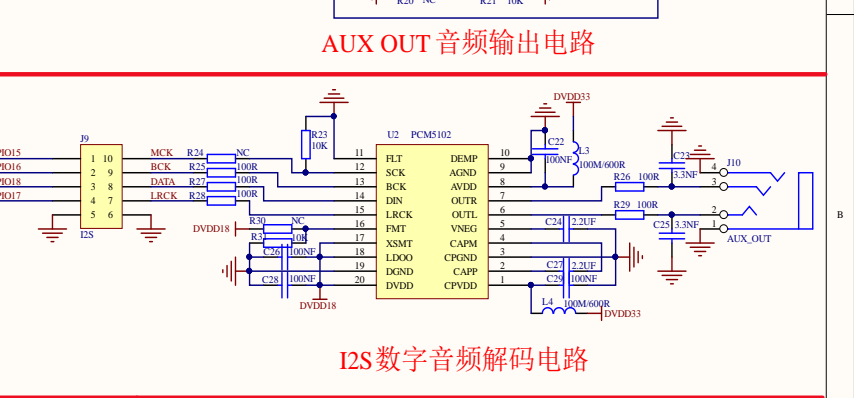 R20 NC R21 10K
AUX OUT 音频输出电路
DVDD33
J9
U2 PCM5102
R23
10K
C22
100NF
L3
100M/600R
C23
3.3NF
J10
PIO15 1 10 MCK R24 NC
PIO16 2 9 BCK R25 100R
PIO18 3 8 DATA R27 100R
PIO17 4 7 LRCK R28 100R
5 6
I2S
11 FLT DEMP 10
12 SCK AGND 9
13 BCK AVDD 8
14 DIN OUTR 7
15 LRCK OUTL 6
16 FMT VNEG 5
17 XSMT CAPM 4
18 LDOO CPGND 3
19 DGND CAPP 2
20 DVDD CPVDD 1
R26 100R
R29 100R
4
3
2
1
AUX_OUT
B
DVDD18 R30 NC
R3 10K
C26 100NF
C28 100NF
DVDD18
C24 2.2UF
C25 3.3NF
C27 2.2UF
C29 100NF
L4 100M/600R
DVDD33
I2S数字音频解码电路